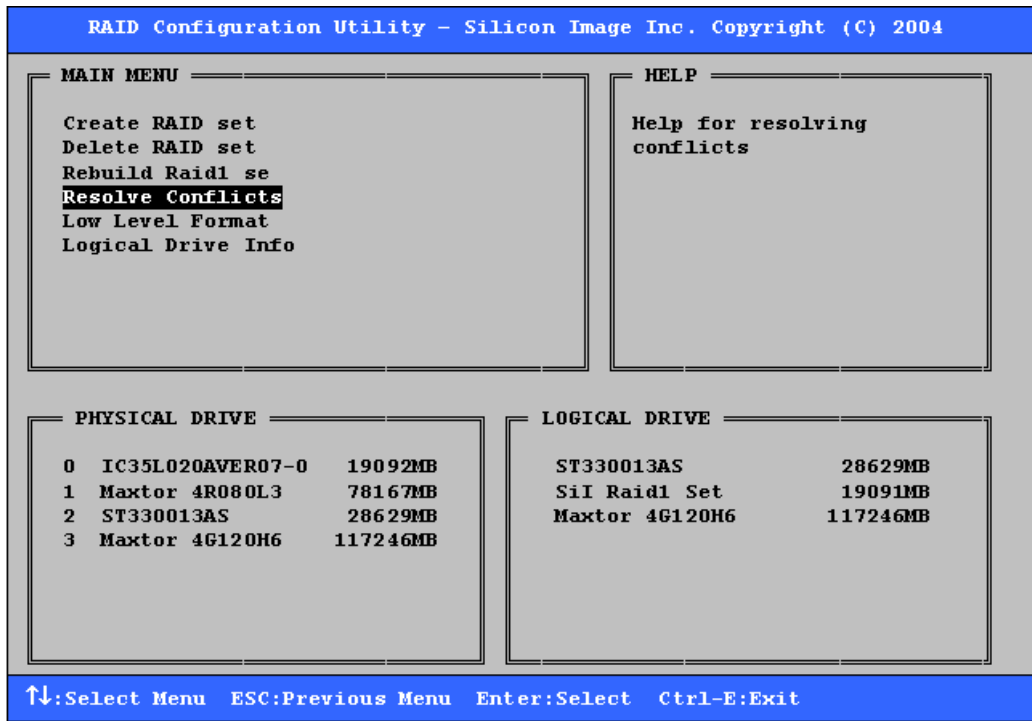 RAID Configuration Utility – Silicon Image Inc. Copyright (C) 2004
MAIN MENU
Create RAID set
Delete RAID set
Rebuild Raid1 se
Resolve Conflicts
Low Level Format
Logical Drive Info
HELP
Help for resolving
conflicts
PHYSICAL DRIVE
0 IC35L020AVER07-0 19092MB
1 Maxtor 4R080L3 78167MB
2 ST330013AS 28629MB
3 Maxtor 4G120H6 117246MB
LOGICAL DRIVE
ST330013AS 28629MB
SiI Raid1 Set 19091MB
Maxtor 4G120H6 117246MB
↑↓:Select Menu ESC:Previous Menu Enter:Select Ctrl-E:Exit